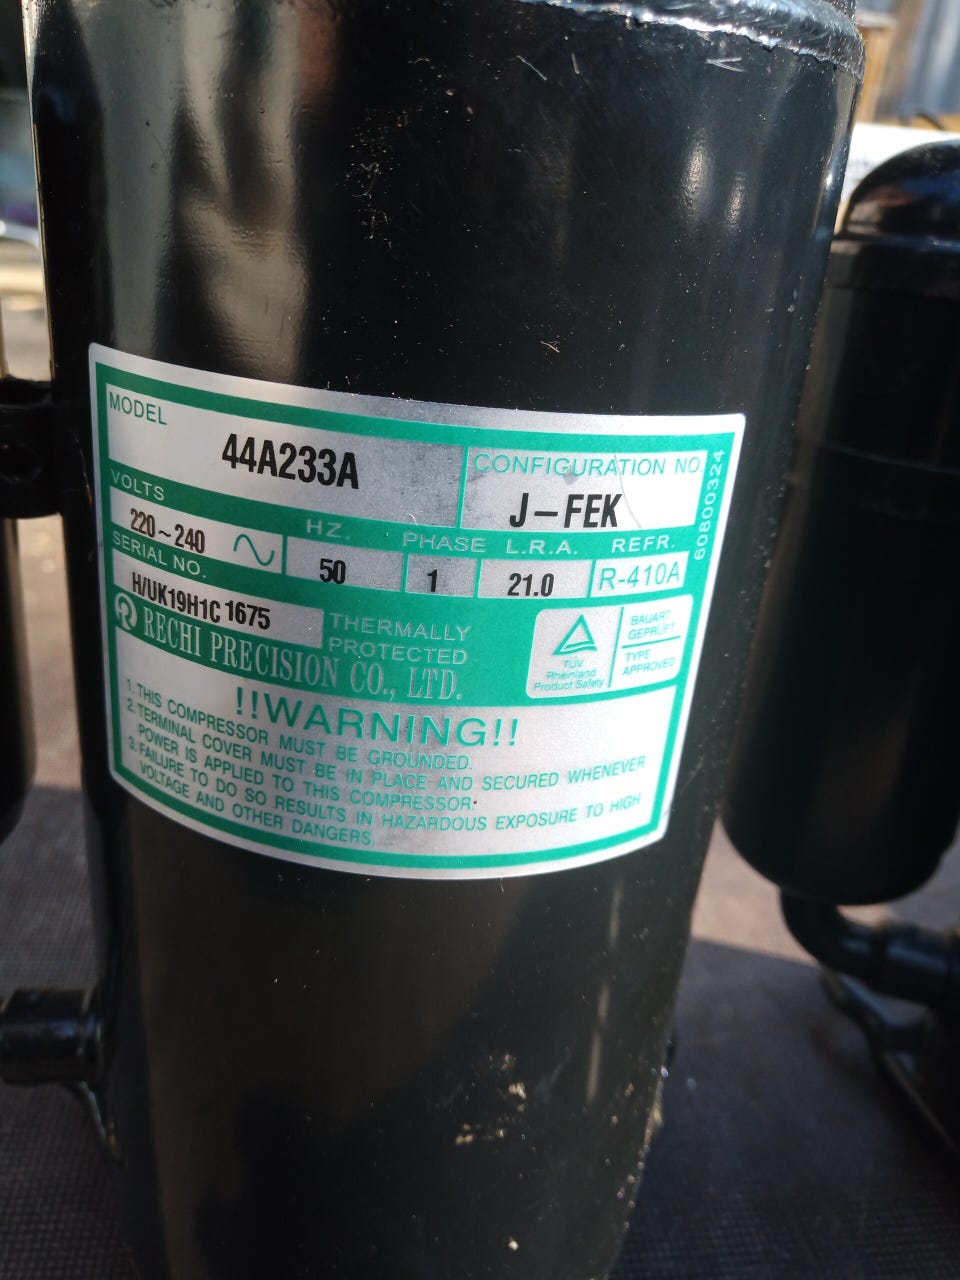 MODEL
44A233A
CONFIGURATION NO.
J-FEK
60800324
VOLTS
220~240
HZ.
50
PHASE
1
L.R.A.
21.0
REFR.
R-410A
SERIAL NO.
H/UK19H1C 1675
THERMALLY
PROTECTED
RECHI PRECISION CO., LTD.
TÜV
Rheinland
Product Safety
BAUART
GEPRÜFT
TYPE
APPROVED
!!WARNING!!
1. THIS COMPRESSOR MUST BE GROUNDED.
2. TERMINAL COVER MUST BE IN PLACE AND SECURED WHENEVER
POWER IS APPLIED TO THIS COMPRESSOR.
3. FAILURE TO DO SO RESULTS IN HAZARDOUS EXPOSURE TO HIGH
VOLTAGE AND OTHER DANGERS.